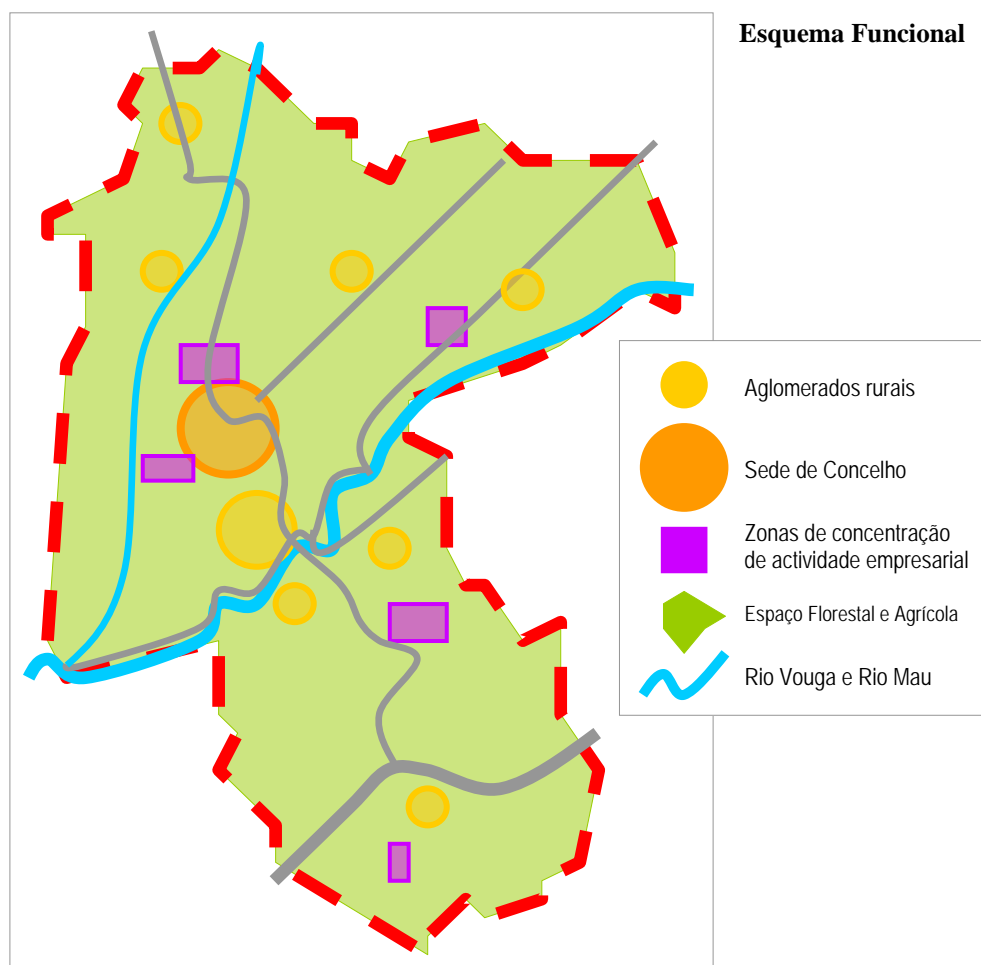 Esquema Funcional
Aglomerados rurais
Sede de Concelho
Zonas de concentração
de actividade empresarial
Espaço Florestal e Agrícola
Rio Vouga e Rio Mau